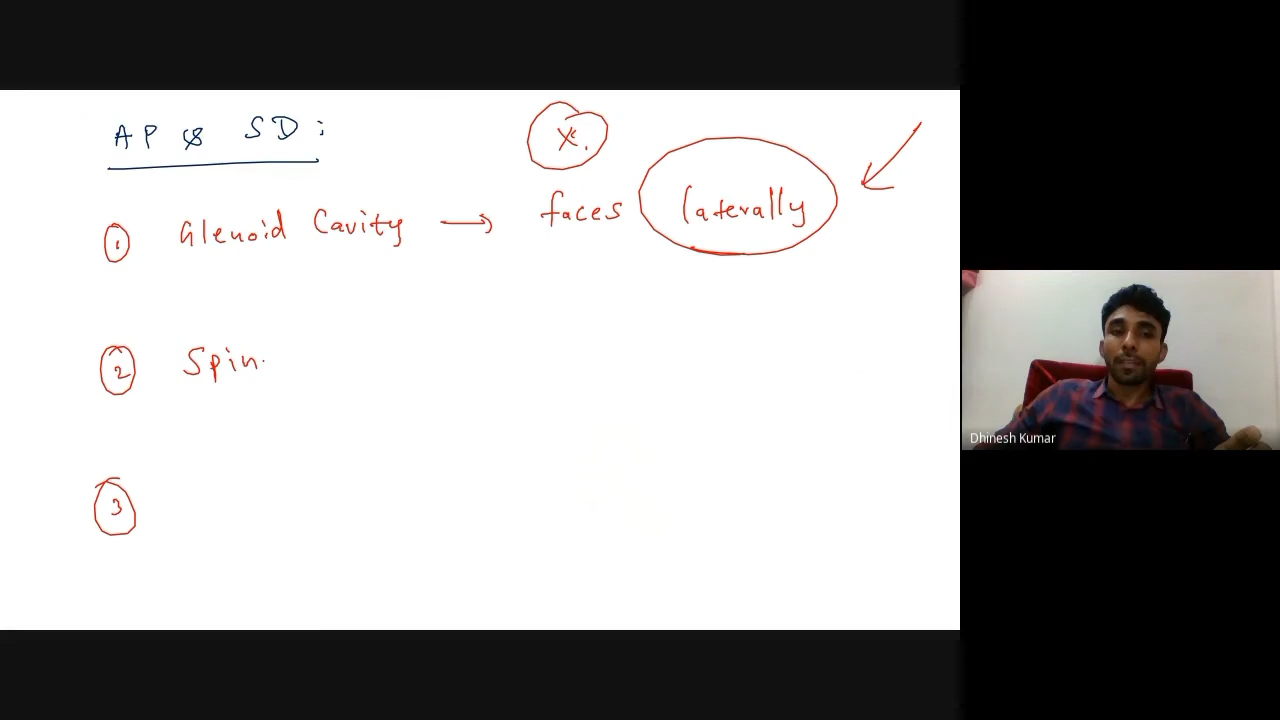 AP & SD :
x.
① Glenoid Cavity → faces laterally
② Spin.
③
Dhinesh Kumar